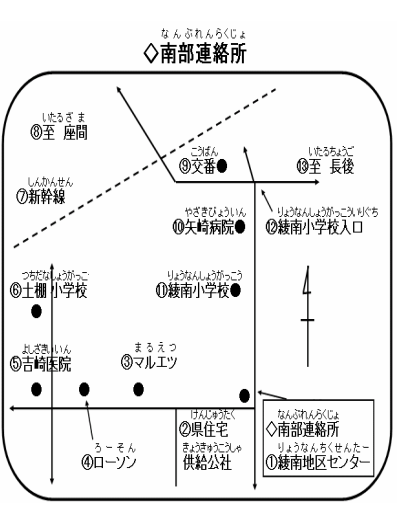 なんぶれんらくじょ
◇南部連絡所
いたるざま
⑧至 座間
こうばん
⑨交番
いたるちょうご
⑬至 長後
しんかんせん
⑦新幹線
やざきびょういん
⑩矢崎病院
りょうなんしょうがっこういりぐち
⑫綾南小学校入口
つちだなしょうがっこ
⑥土棚小学校
りょうなんしょうがっこう
⑪綾南小学校
よしざきいいん
⑤吉崎医院
まるえつ
③マルエツ
ろーそん
④ローソン
けんじゅうたく
②県住宅
きょうきゅうこうしゃ
供給公社
なんぶれんらくじょ
◇南部連絡所
りょうなんちくせんたー
①綾南地区センター